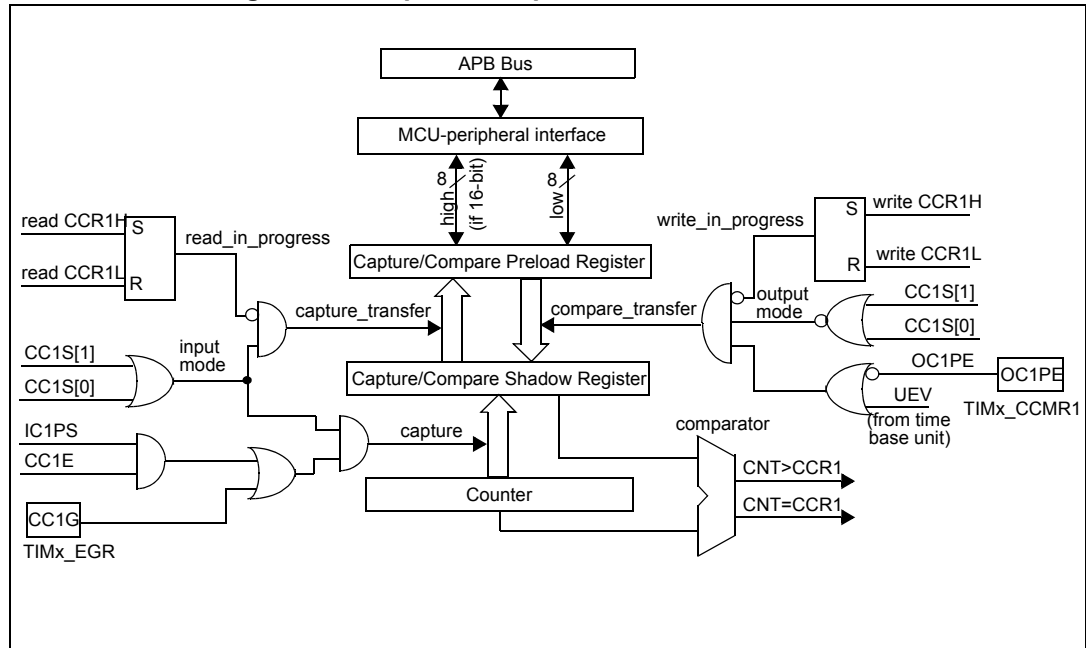 APB Bus
MCU-peripheral interface
8
high
(if 16-bit)
8
low
read CCR1H
S
read_in_progress
read CCR1L
R
write_in_progress
S
write CCR1H
R
write CCR1L
Capture/Compare Preload Register
capture_transfer
compare_transfer
output
mode
CC1S[1]
CC1S[0]
CC1S[1]
CC1S[0]
input
mode
Capture/Compare Shadow Register
OC1PE
OC1PE
UEV
(from time
base unit)
TIMx_CCMR1
IC1PS
CC1E
capture
comparator
Counter
CNT>CCR1
CNT=CCR1
CC1G
TIMx_EGR